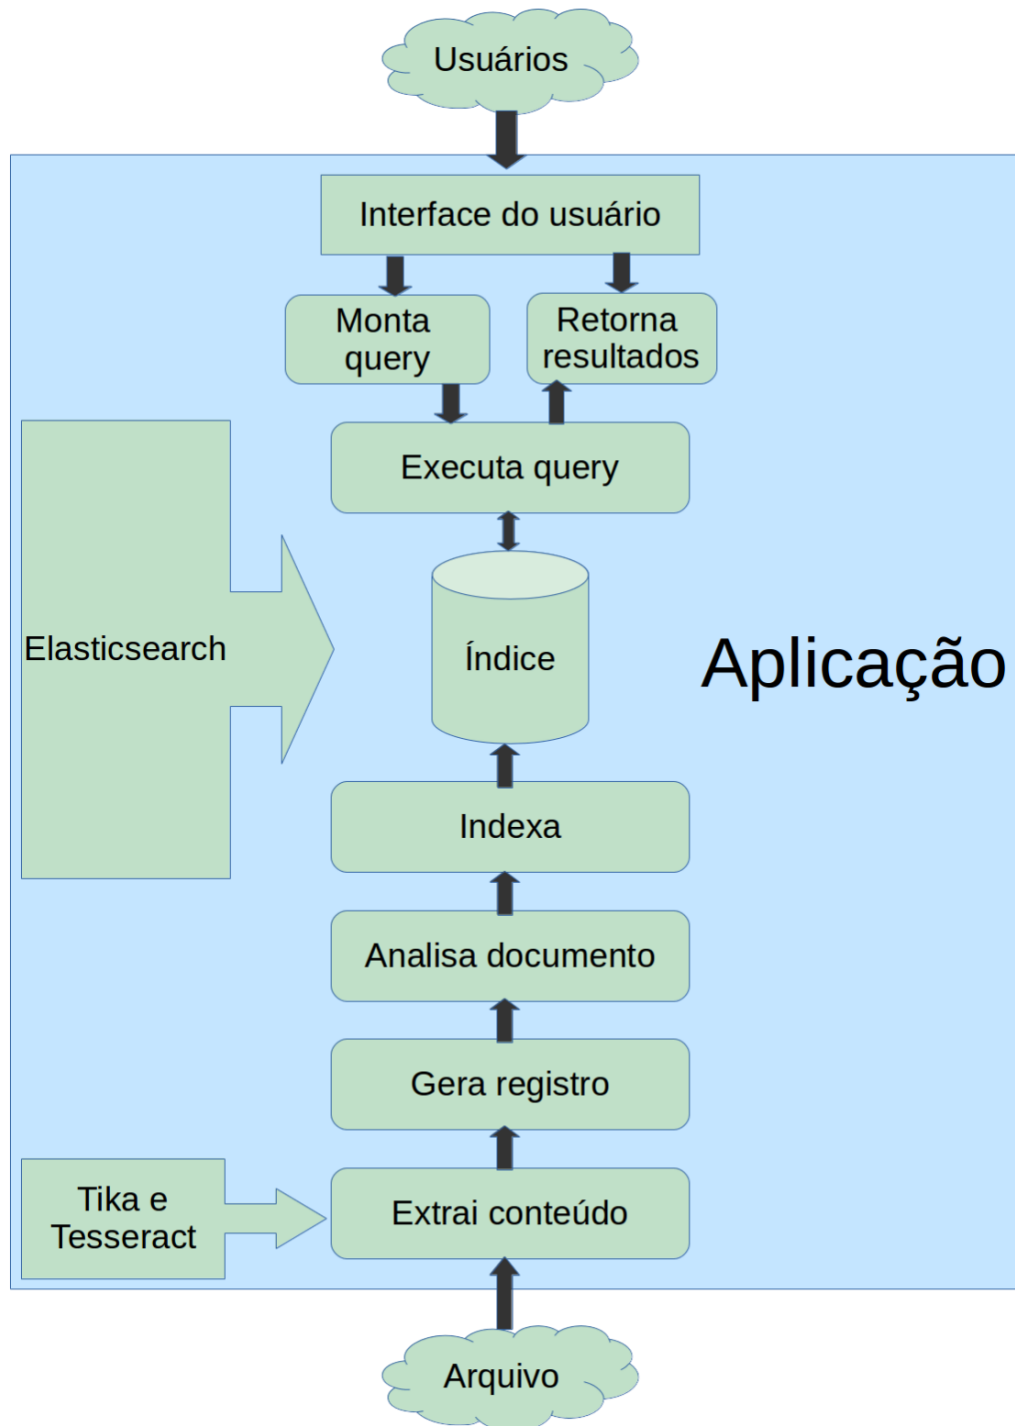 Usuários
Interface do usuário
Monta
query
Retorna
resultados
Executa query
Elasticsearch
Índice
Aplicação
Indexa
Analisa documento
Gera registro
Tika e
Tesseract
Extrai conteúdo
Arquivo